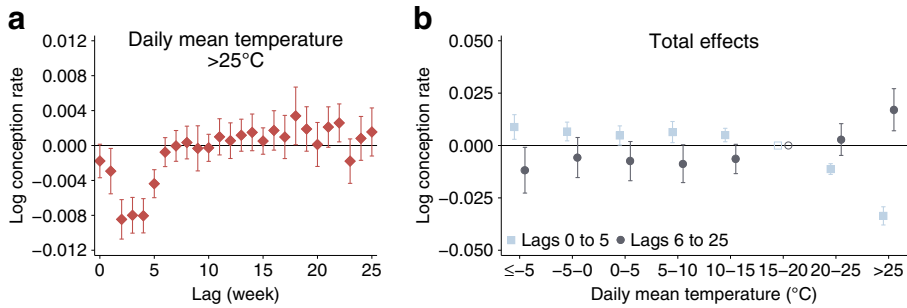 a
Daily mean temperature
>25°C
Log conception rate
0.012
0.008
0.004
0.000
−0.004
−0.008
−0.012
0 5 10 15 20 25
Lag (week)
b
Total effects
Log conception rate
0.050
0.025
0.000
−0.025
−0.050
Lags 0 to 5 Lags 6 to 25
≤−5 −5–0 0–5 5–10 10–15 15–20 20–25 >25
Daily mean temperature (°C)